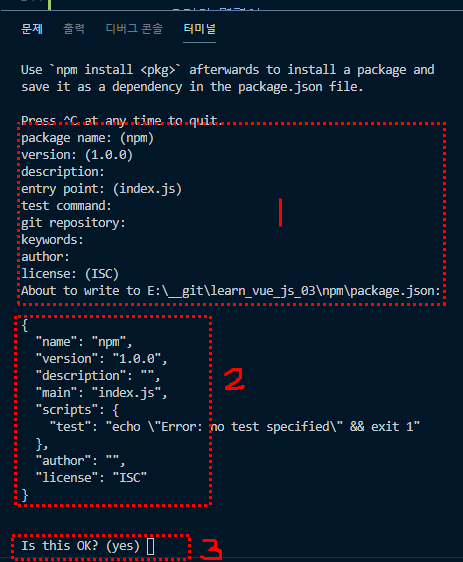 문제 출력 디버그 콘솔 터미널
Use `npm install <pkg>` afterwards to install a package and
save it as a dependency in the package.json file.
Press ^C at any time to quit.
package name: (npm)
version: (1.0.0)
description:
entry point: (index.js)
test command:
git repository:
keywords:
author:
license: (ISC)
About to write to E:\__git\learn_vue_js_03\npm\package.json:
1
{
  "name": "npm",
  "version": "1.0.0",
  "description": "",
  "main": "index.js",
  "scripts": {
    "test": "echo \"Error: no test specified\" && exit 1"
  },
  "author": "",
  "license": "ISC"
}
2
Is this OK? (yes)
3